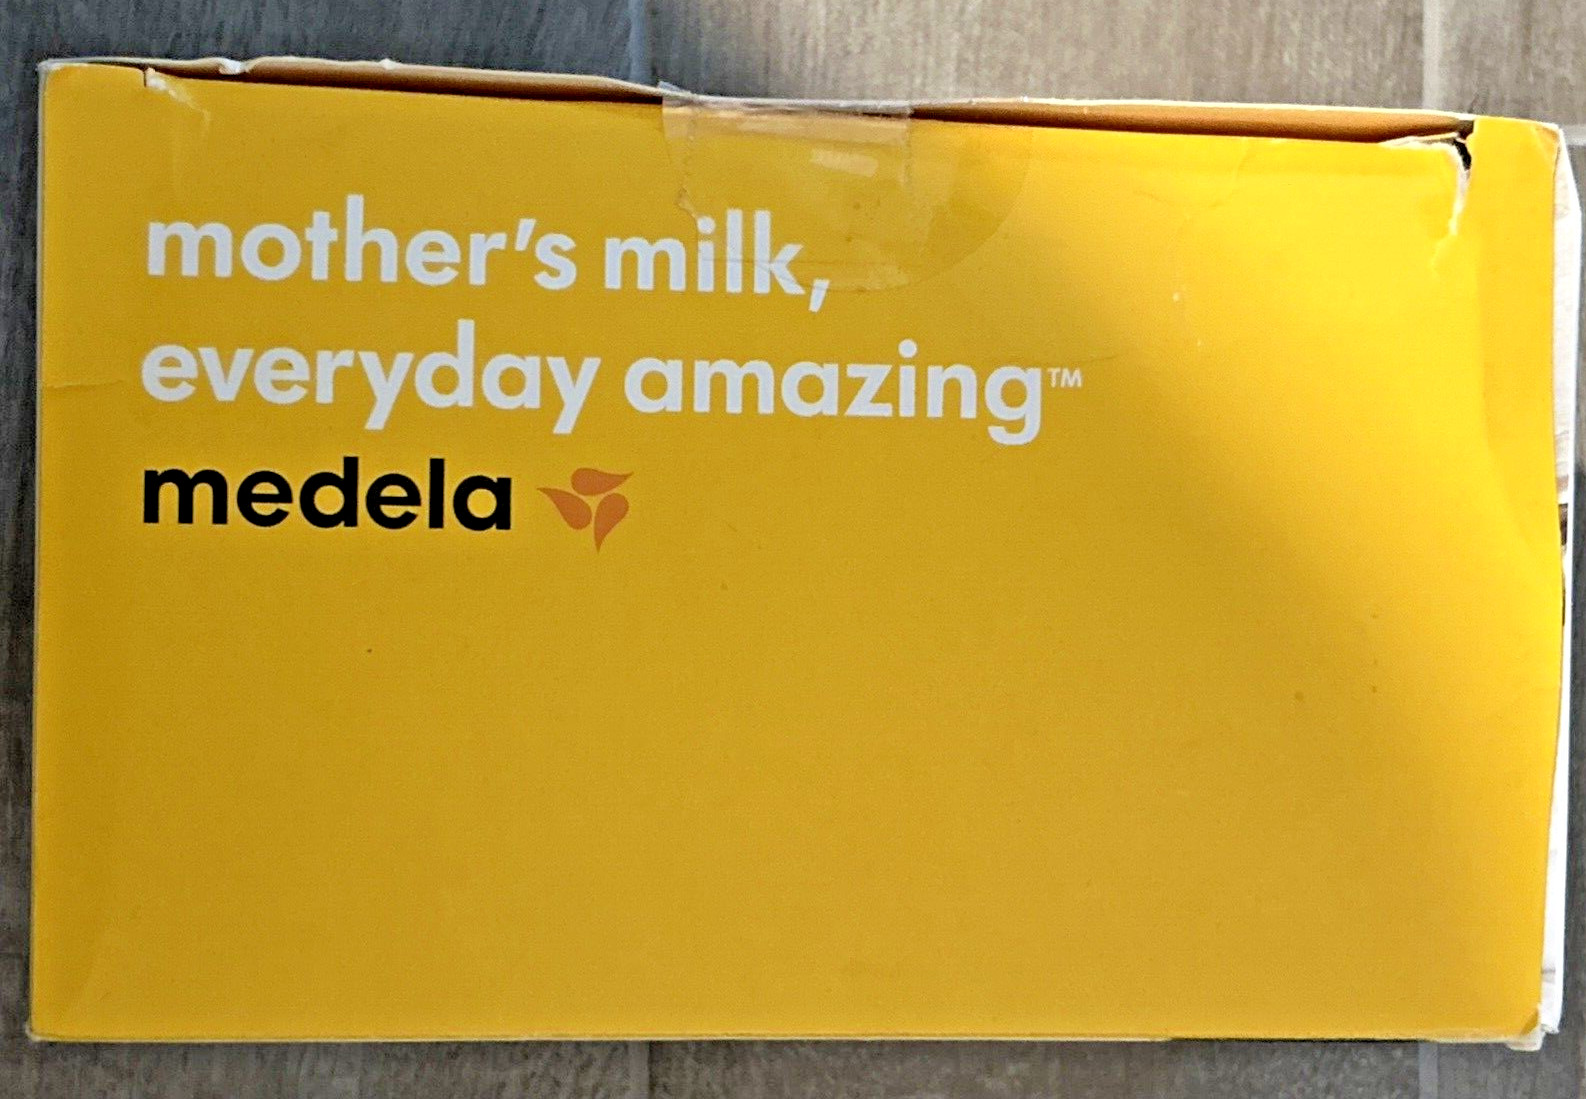 mother’s milk,
everyday amazing™
medela